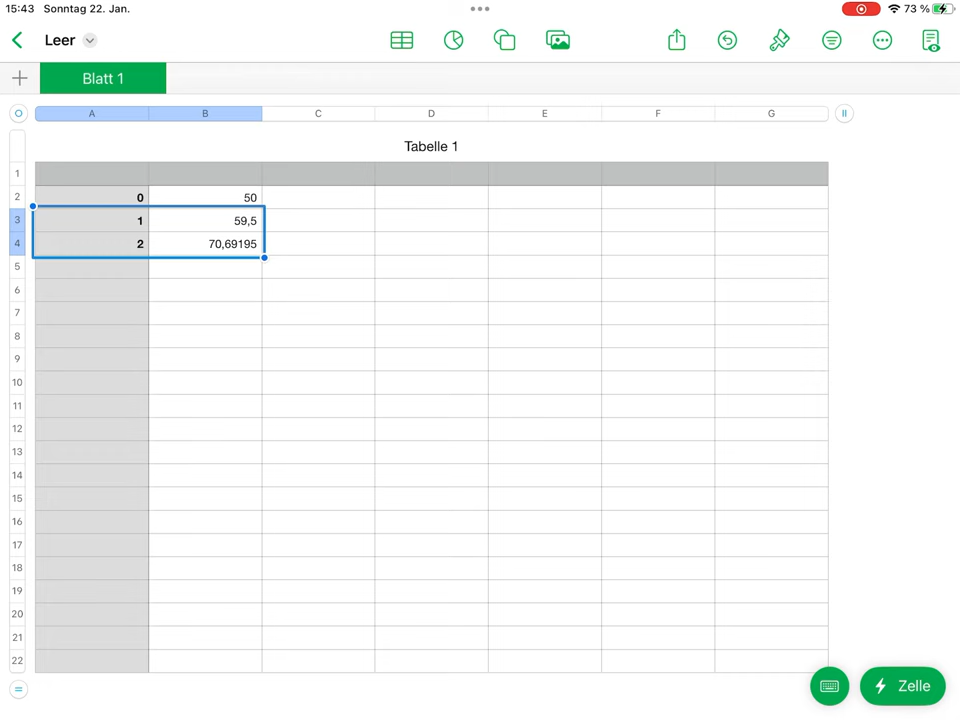 15:43 Sonntag 22. Jan.
73 %
Leer
Blatt 1
A B C D E F G
Tabelle 1
1
2 0 50
3 1 59,5
4 2 70,69195
5
6
7
8
9
10
11
12
13
14
15
16
17
18
19
20
21
22
Zelle